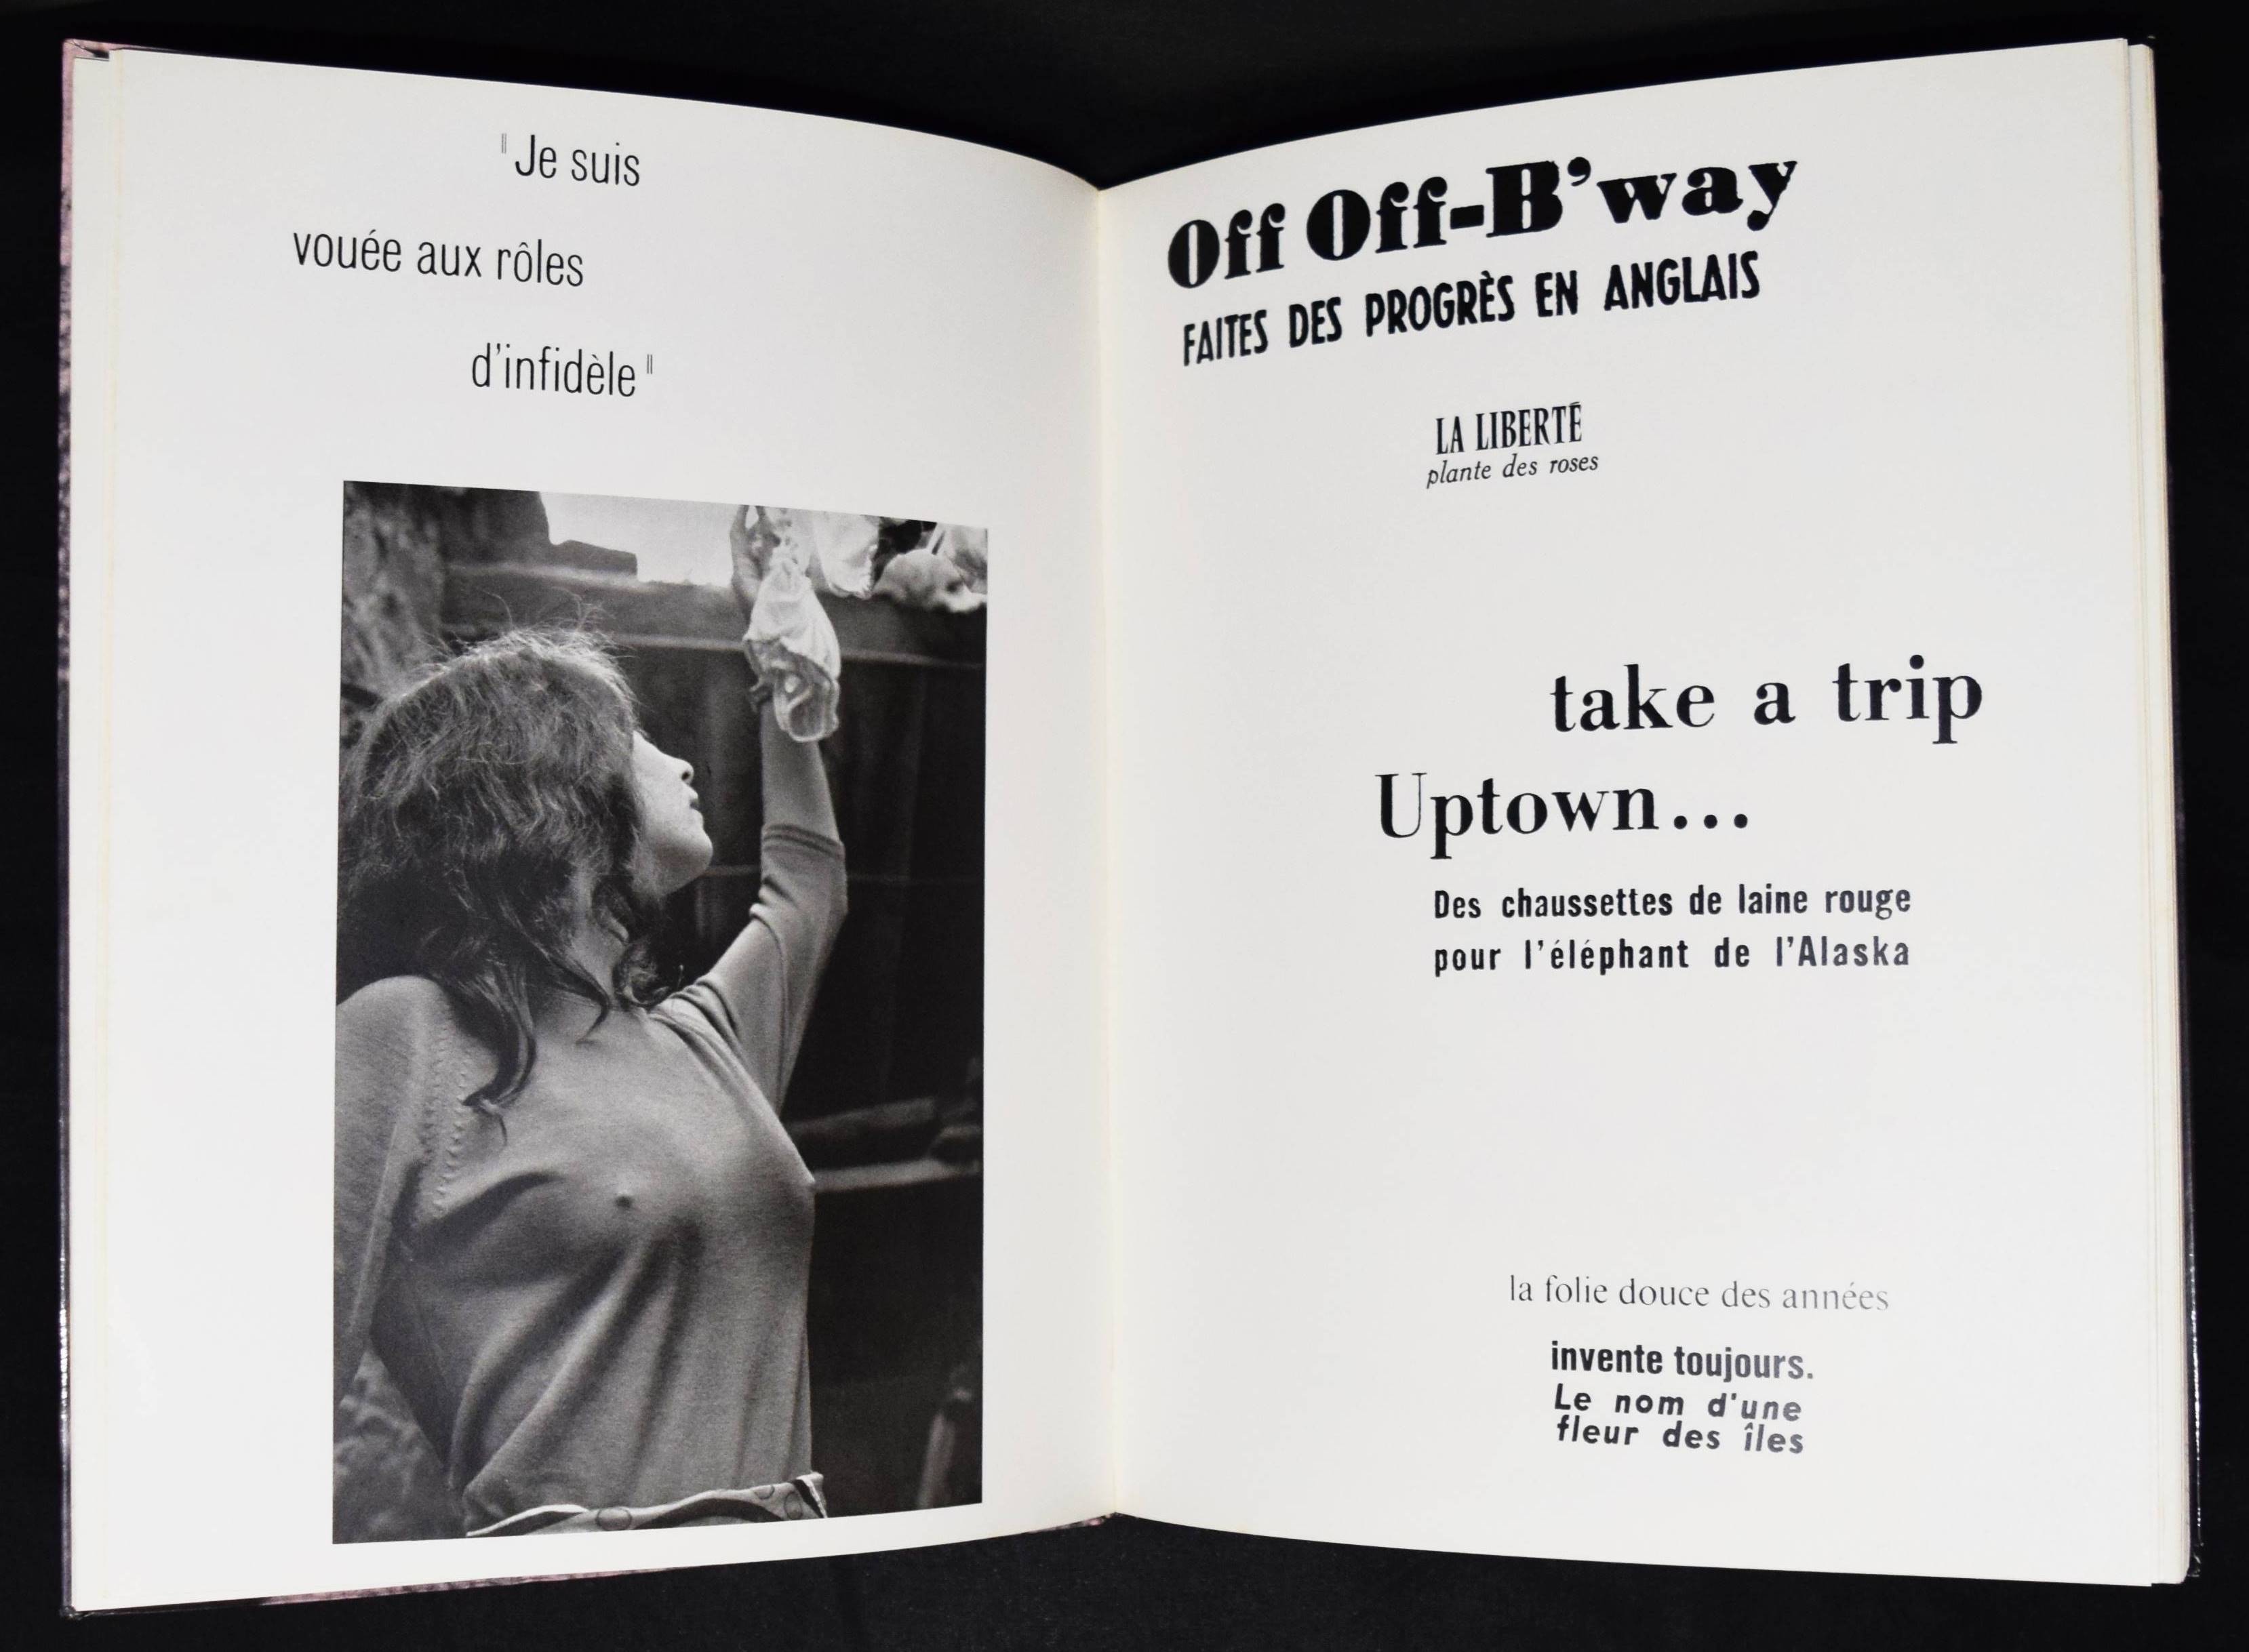 "Je suis
vouée aux rôles
d'infidèle"
Off Off-B'way
FAITES DES PROGRÈS EN ANGLAIS
LA LIBERTÉ
plante des roses
take a trip
Uptown...
Des chaussettes de laine rouge
pour l'éléphant de l'Alaska
la folie douce des années
invente toujours.
Le nom d'une
fleur des îles